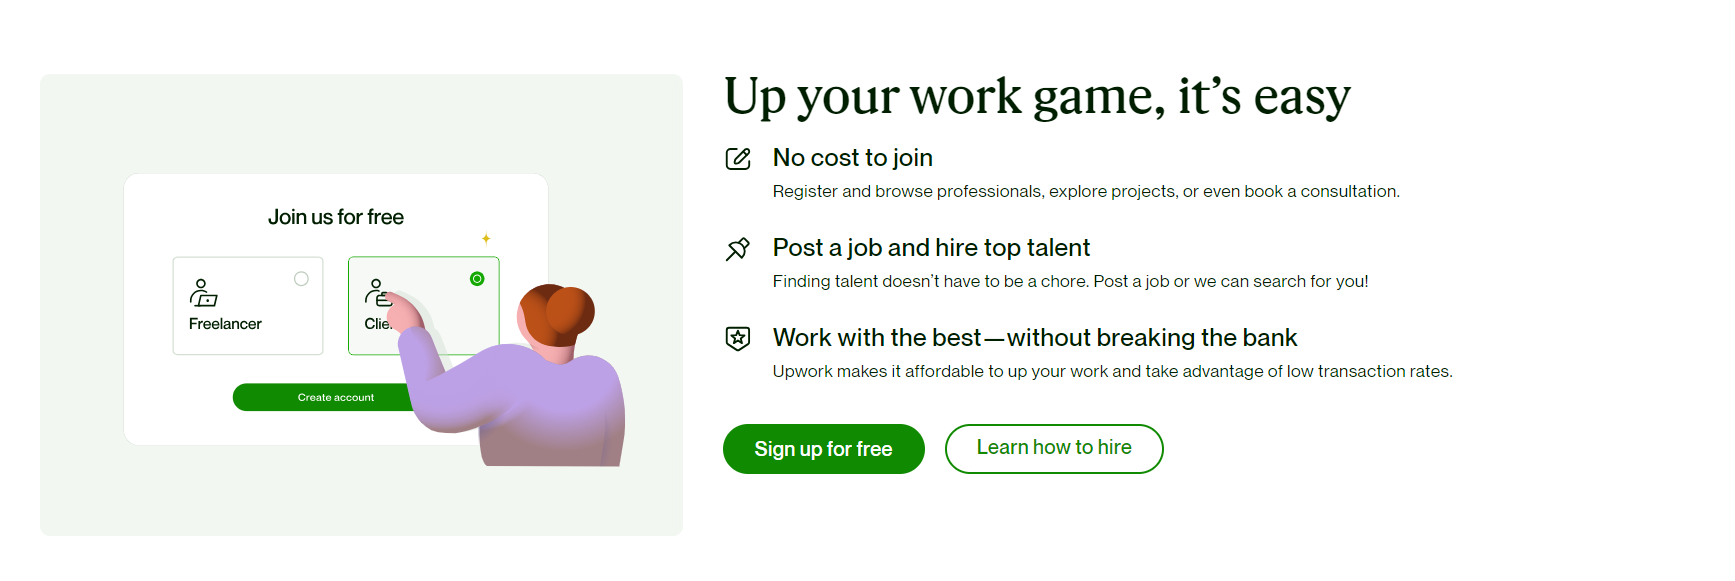 Join us for free
Freelancer
Create account
Up your work game, it’s easy
No cost to join
Register and browse professionals, explore projects, or even book a consultation.
Post a job and hire top talent
Finding talent doesn’t have to be a chore. Post a job or we can search for you!
Work with the best—without breaking the bank
Upwork makes it affordable to up your work and take advantage of low transaction rates.
Sign up for free
Learn how to hire